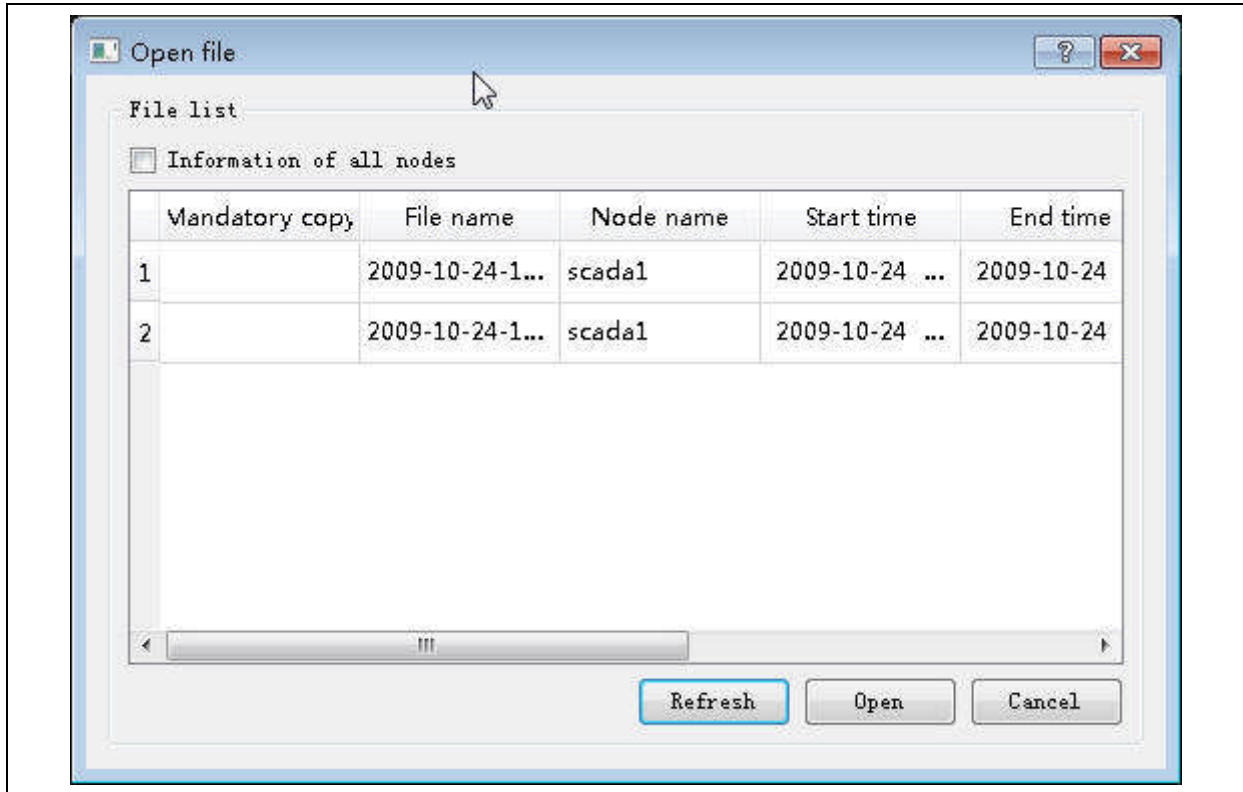 Open file
File list
Information of all nodes
Mandatory copy File name Node name Start time End time
1 2009-10-24-1... scada1 2009-10-24 ... 2009-10-24
2 2009-10-24-1... scada1 2009-10-24 ... 2009-10-24
Refresh Open Cancel